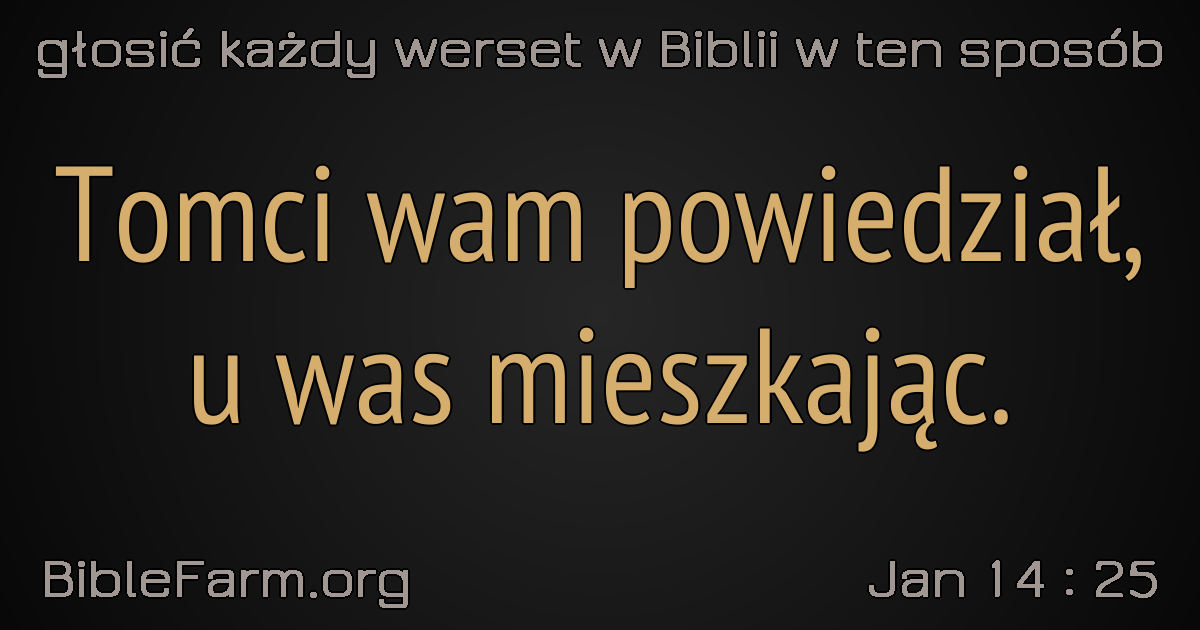 głosić każdy werset w Biblii w ten sposób
Tomci wam powiedział,
u was mieszkając.
BibleFarm.org
Jan 14 : 25